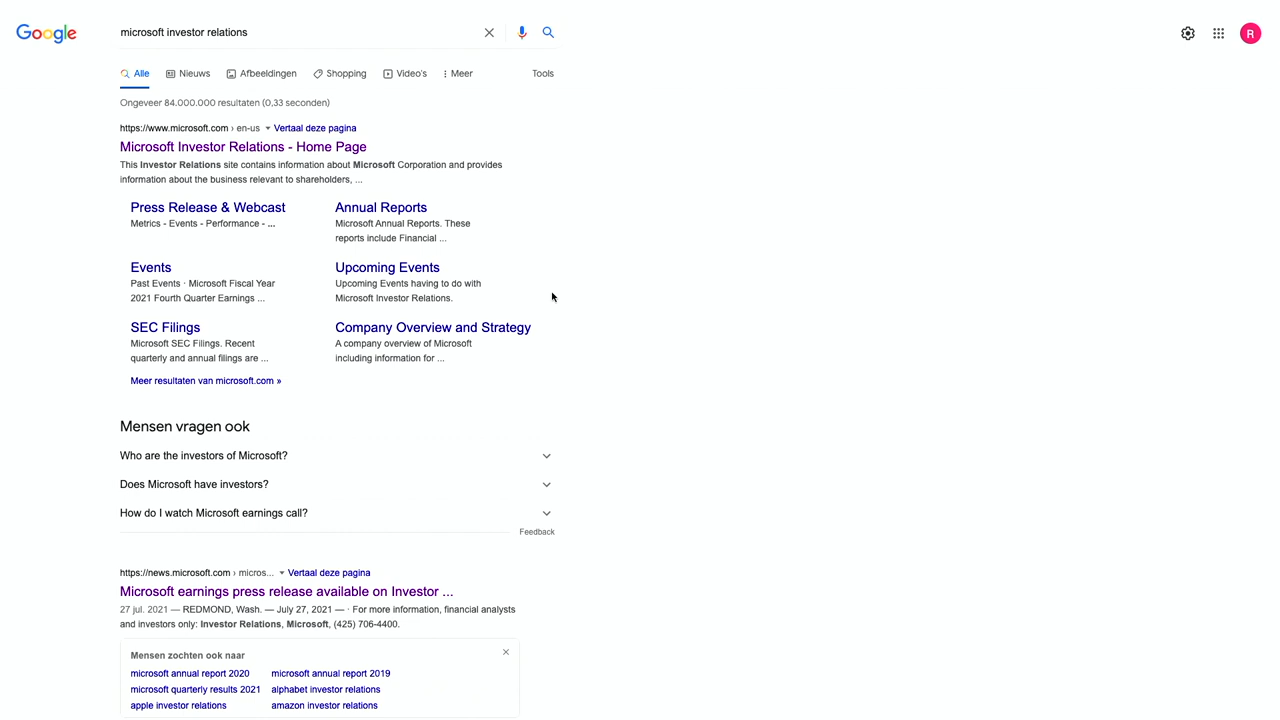 Google
microsoft investor relations
R
Alle Nieuws Afbeeldingen Shopping Video's Meer Tools
Ongeveer 84.000.000 resultaten (0,33 seconden)
https://www.microsoft.com › en-us Vertaal deze pagina
Microsoft Investor Relations - Home Page
This Investor Relations site contains information about Microsoft Corporation and provides
information about the business relevant to shareholders, ...
Press Release & Webcast
Metrics - Events - Performance - ...
Annual Reports
Microsoft Annual Reports. These
reports include Financial ...
Events
Past Events · Microsoft Fiscal Year
2021 Fourth Quarter Earnings ...
Upcoming Events
Upcoming Events having to do with
Microsoft Investor Relations.
SEC Filings
Microsoft SEC Filings. Recent
quarterly and annual filings are ...
Company Overview and Strategy
A company overview of Microsoft
including information for ...
Meer resultaten van microsoft.com »
Mensen vragen ook
Who are the investors of Microsoft?
Does Microsoft have investors?
How do I watch Microsoft earnings call?
Feedback
https://news.microsoft.com › micros... Vertaal deze pagina
Microsoft earnings press release available on Investor ...
27 jul. 2021 — REDMOND, Wash. — July 27, 2021 — · For more information, financial analysts
and investors only: Investor Relations, Microsoft, (425) 706-4400.
Mensen zochten ook naar
microsoft annual report 2020 microsoft annual report 2019
microsoft quarterly results 2021 alphabet investor relations
apple investor relations amazon investor relations